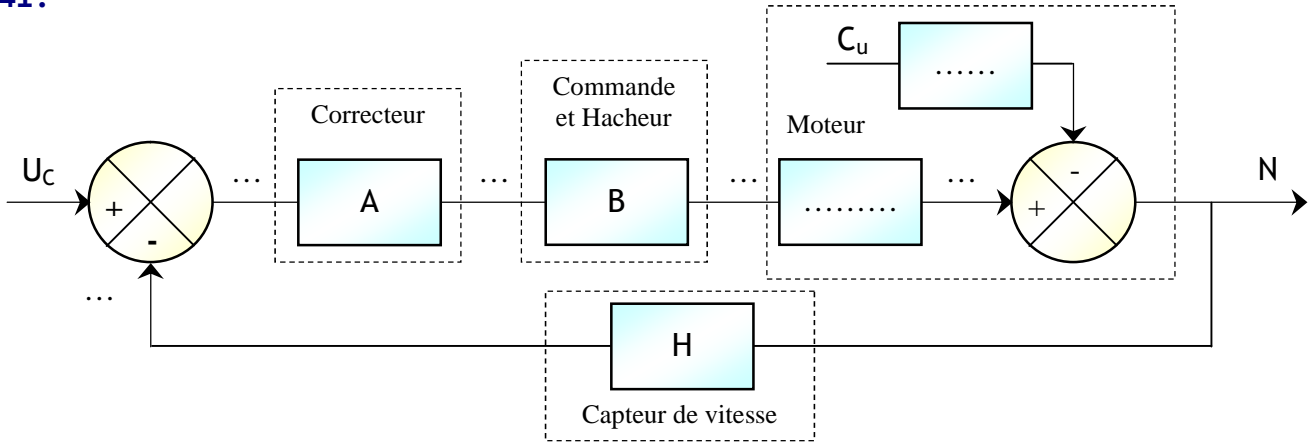 41.
Cu
......
Commande
et Hacheur
Correcteur
Moteur
UC
...
...
...
...
N
+
-
A
B
.........
+
-
...
H
Capteur de vitesse